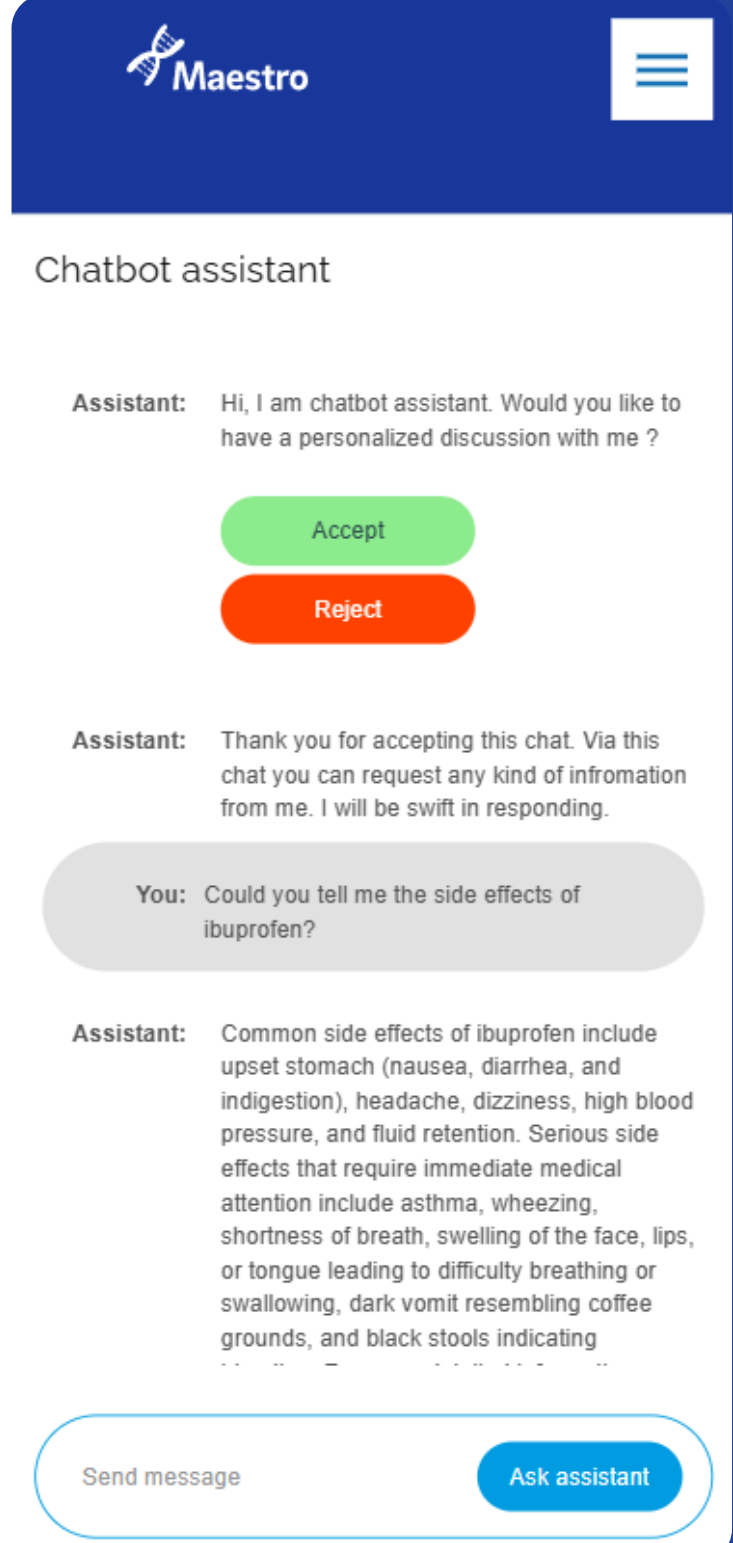 Maestro
Chatbot assistant
Assistant: Hi, I am chatbot assistant. Would you like to
have a personalized discussion with me ?
Accept
Reject
Assistant: Thank you for accepting this chat. Via this
chat you can request any kind of infromation
from me. I will be swift in responding.
You: Could you tell me the side effects of
ibuprofen?
Assistant: Common side effects of ibuprofen include
upset stomach (nausea, diarrhea, and
indigestion), headache, dizziness, high blood
pressure, and fluid retention. Serious side
effects that require immediate medical
attention include asthma, wheezing,
shortness of breath, swelling of the face, lips,
or tongue leading to difficulty breathing or
swallowing, dark vomit resembling coffee
grounds, and black stools indicating
Send message
Ask assistant